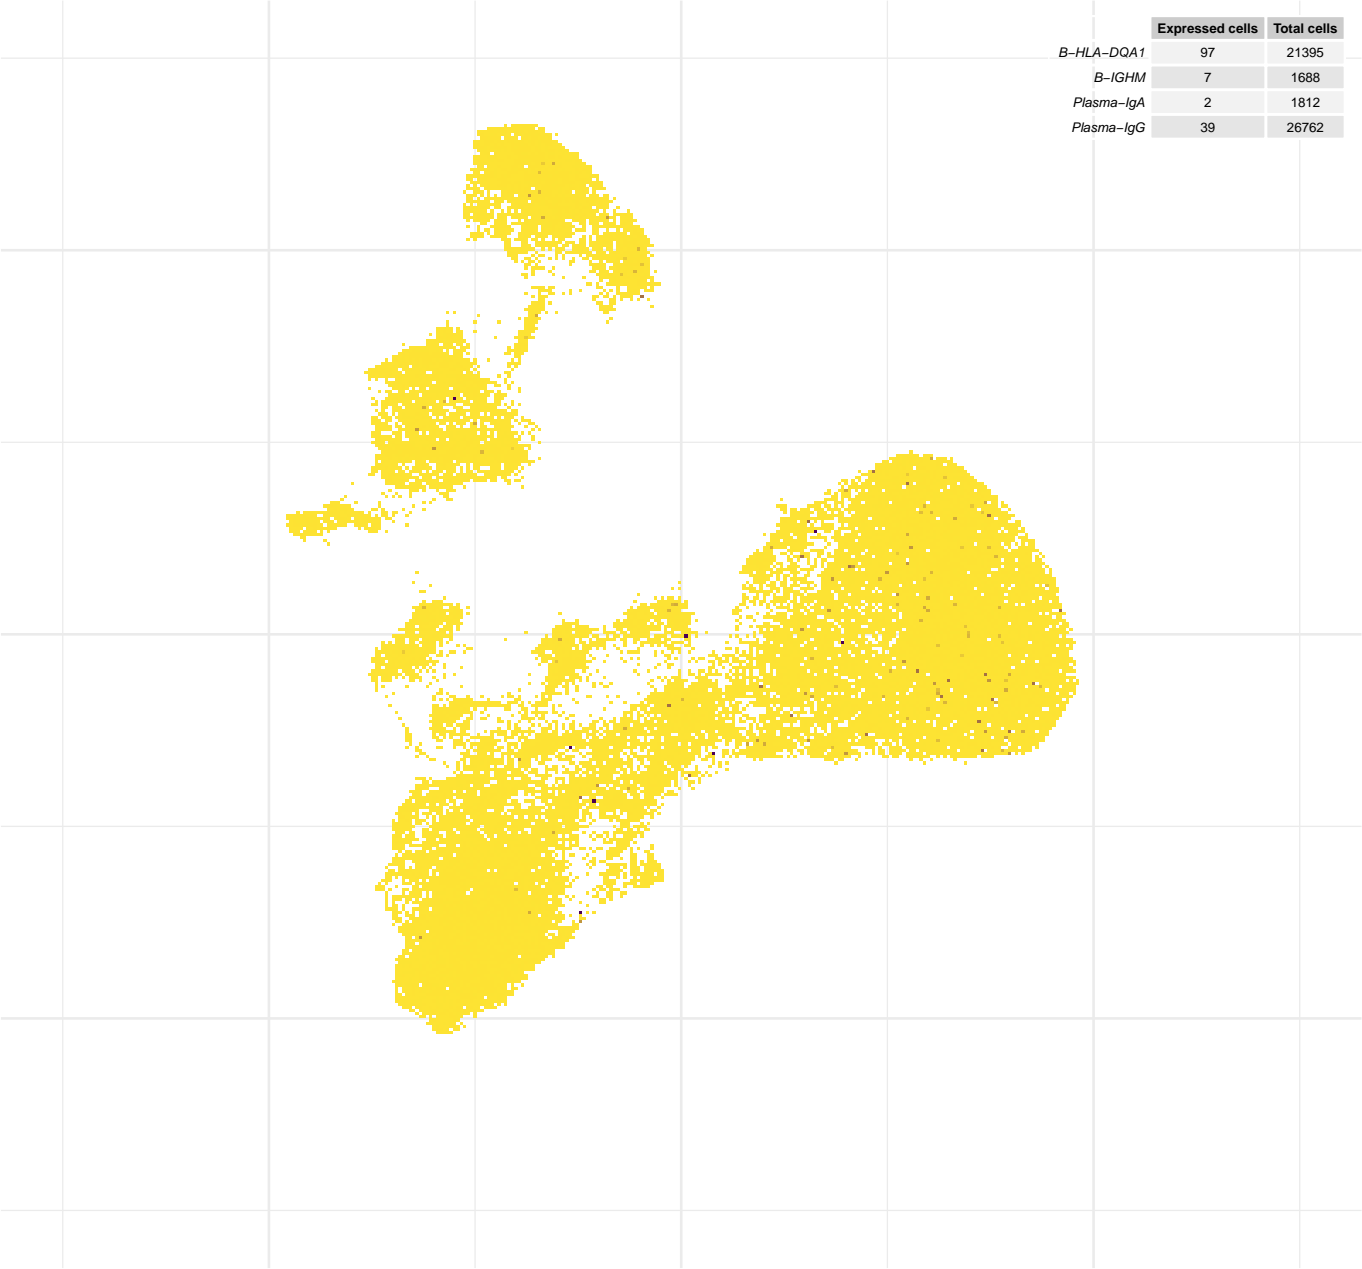 Expressed cells Total cells
B−HLA−DQA1 97 21395
B−IGHM 7 1688
Plasma−IgA 2 1812
Plasma−IgG 39 26762